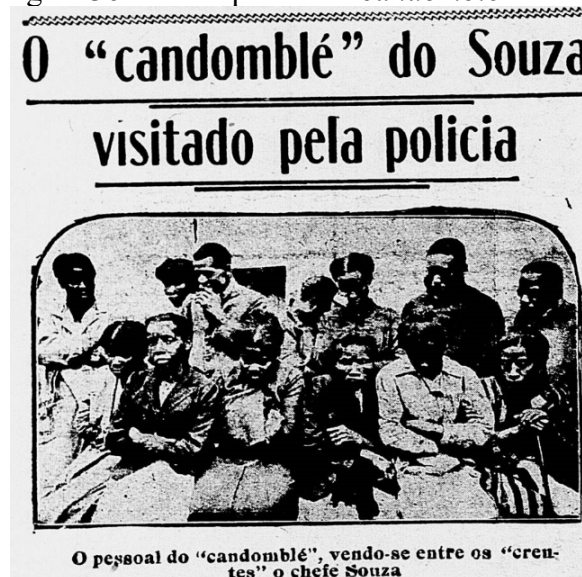 O “candomblé” do Souza
visitado pela policia
O pessoal do “candomblé”, vendo-se entre os “cren-
tes” o chefe Souza